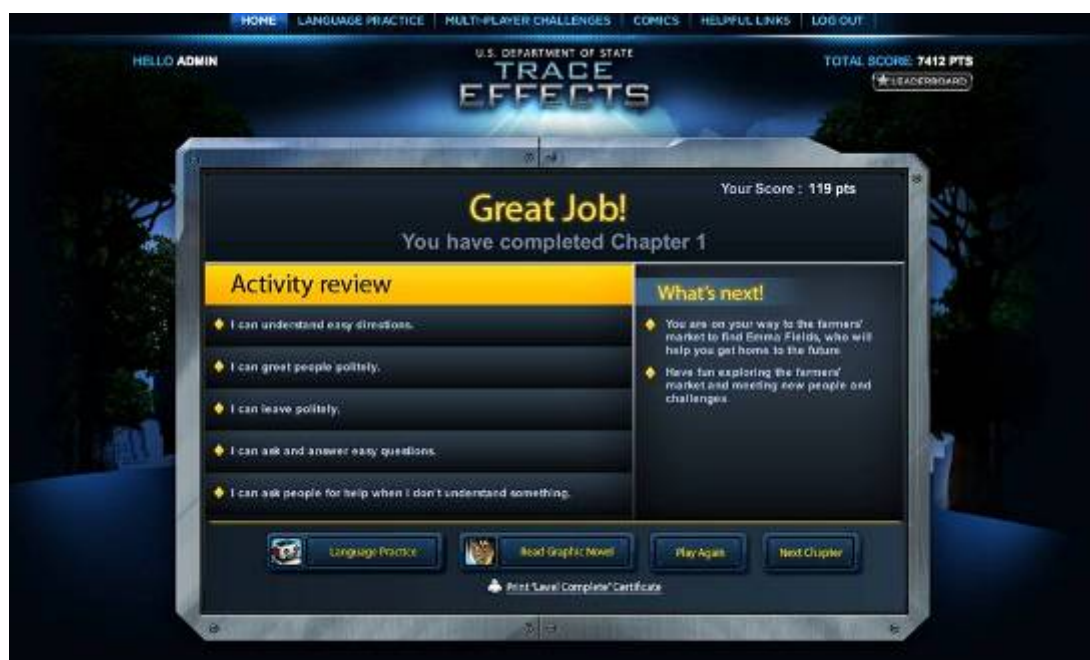 HOME LANGUAGE PRACTICE MULTI-PLAYER CHALLENGES COMICS HELPFUL LINKS LOG OUT
HELLO ADMIN
U.S. DEPARTMENT OF STATE
TRACE
EFFECTS
TOTAL SCORE: 7412 PTS
LEADERBOARD
Your Score : 119 pts
Great Job!
You have completed Chapter 1
Activity review
I can understand easy directions.
I can greet people politely.
I can leave politely.
I can ask and answer easy questions.
I can ask people for help when I don't understand something.
What's next!
You are on your way to the farmers'
market to find Emma Fields, who will
help you get home to the future
Have fun exploring the farmers'
market and meeting new people and
challenges
Language Practice
Read Graphic Novel
Play Again
Next Chapter
Print "Level Complete" Certificate